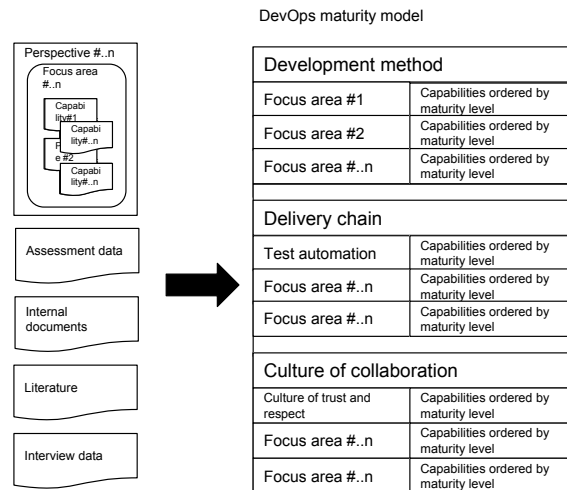 DevOps maturity model
Perspective #..n
Focus area
#..n
Capabi
lity#1
Capabi
lity#..n
e #2
Capabi
lity#..n
Assessment data
Internal
documents
Literature
Interview data
Development method
Focus area #1
Capabilities ordered by
maturity level
Focus area #2
Capabilities ordered by
maturity level
Focus area #..n
Capabilities ordered by
maturity level
Delivery chain
Test automation
Capabilities ordered by
maturity level
Focus area #..n
Capabilities ordered by
maturity level
Focus area #..n
Capabilities ordered by
maturity level
Culture of collaboration
Culture of trust and
respect
Capabilities ordered by
maturity level
Focus area #..n
Capabilities ordered by
maturity level
Focus area #..n
Capabilities ordered by
maturity level